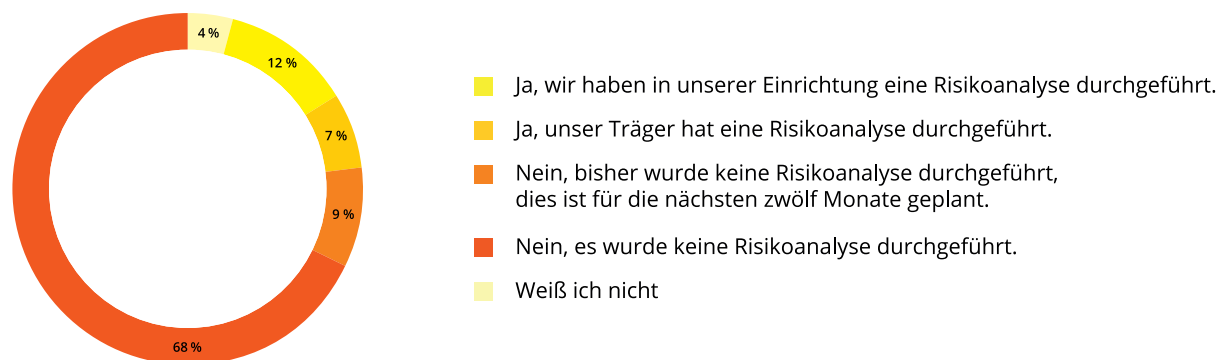 4 %
12 %
7 %
9 %
68 %
Ja, wir haben in unserer Einrichtung eine Risikoanalyse durchgeführt.
Ja, unser Träger hat eine Risikoanalyse durchgeführt.
Nein, bisher wurde keine Risikoanalyse durchgeführt,
dies ist für die nächsten zwölf Monate geplant.
Nein, es wurde keine Risikoanalyse durchgeführt.
Weiß ich nicht